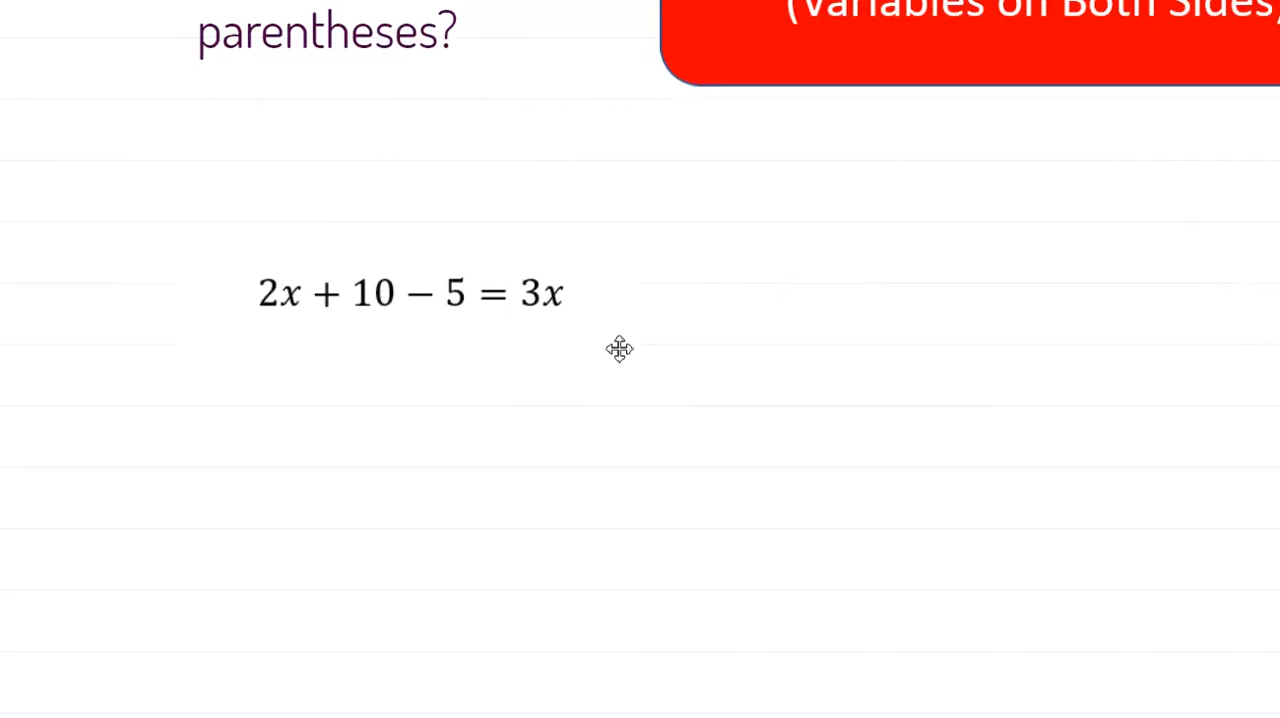 parentheses?
(Variables on Both Sides)
2x + 10 − 5 = 3x